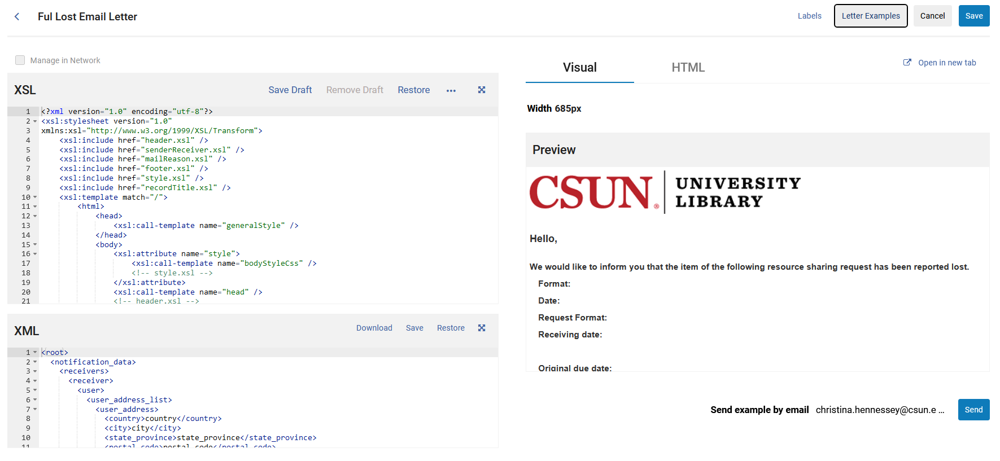 Ful Lost Email Letter
Labels
Letter Examples
Cancel
Save
Manage in Network
XSL
Save Draft
Remove Draft
Restore
...
1 <?xml version="1.0" encoding="utf-8"?>
2 <xsl:stylesheet version="1.0"
3 xmlns:xsl="http://www.w3.org/1999/XSL/Transform">
4 <xsl:include href="header.xsl" />
5 <xsl:include href="senderReceiver.xsl" />
6 <xsl:include href="mailReason.xsl" />
7 <xsl:include href="footer.xsl" />
8 <xsl:include href="style.xsl" />
9 <xsl:include href="recordTitle.xsl" />
10 <xsl:template match="/">
11 <html>
12 <head>
13 <xsl:call-template name="generalStyle" />
14 </head>
15 <body>
16 <xsl:attribute name="style">
17 <xsl:call-template name="bodyStyleCss" />
18 <!-- style.xsl -->
19 </xsl:attribute>
20 <xsl:call-template name="head" />
21 <!-- header.xsl -->
XML
Download
Save
Restore
1 <root>
2 <notification_data>
3 <receivers>
4 <receiver>
5 <user>
6 <user_address_list>
7 <user_address>
8 <country>country</country>
9 <city>city</city>
10 <state_province>state_province</state_province>
11 <postal_code>postal_code</postal_code>
Visual
HTML
Open in new tab
Width 685px
Preview
CSUN® UNIVERSITY
LIBRARY
Hello,
We would like to inform you that the item of the following resource sharing request has been reported lost.
Format:
Date:
Request Format:
Receiving date:
Original due date:
Send example by email christina.hennessey@csun.e ...
Send